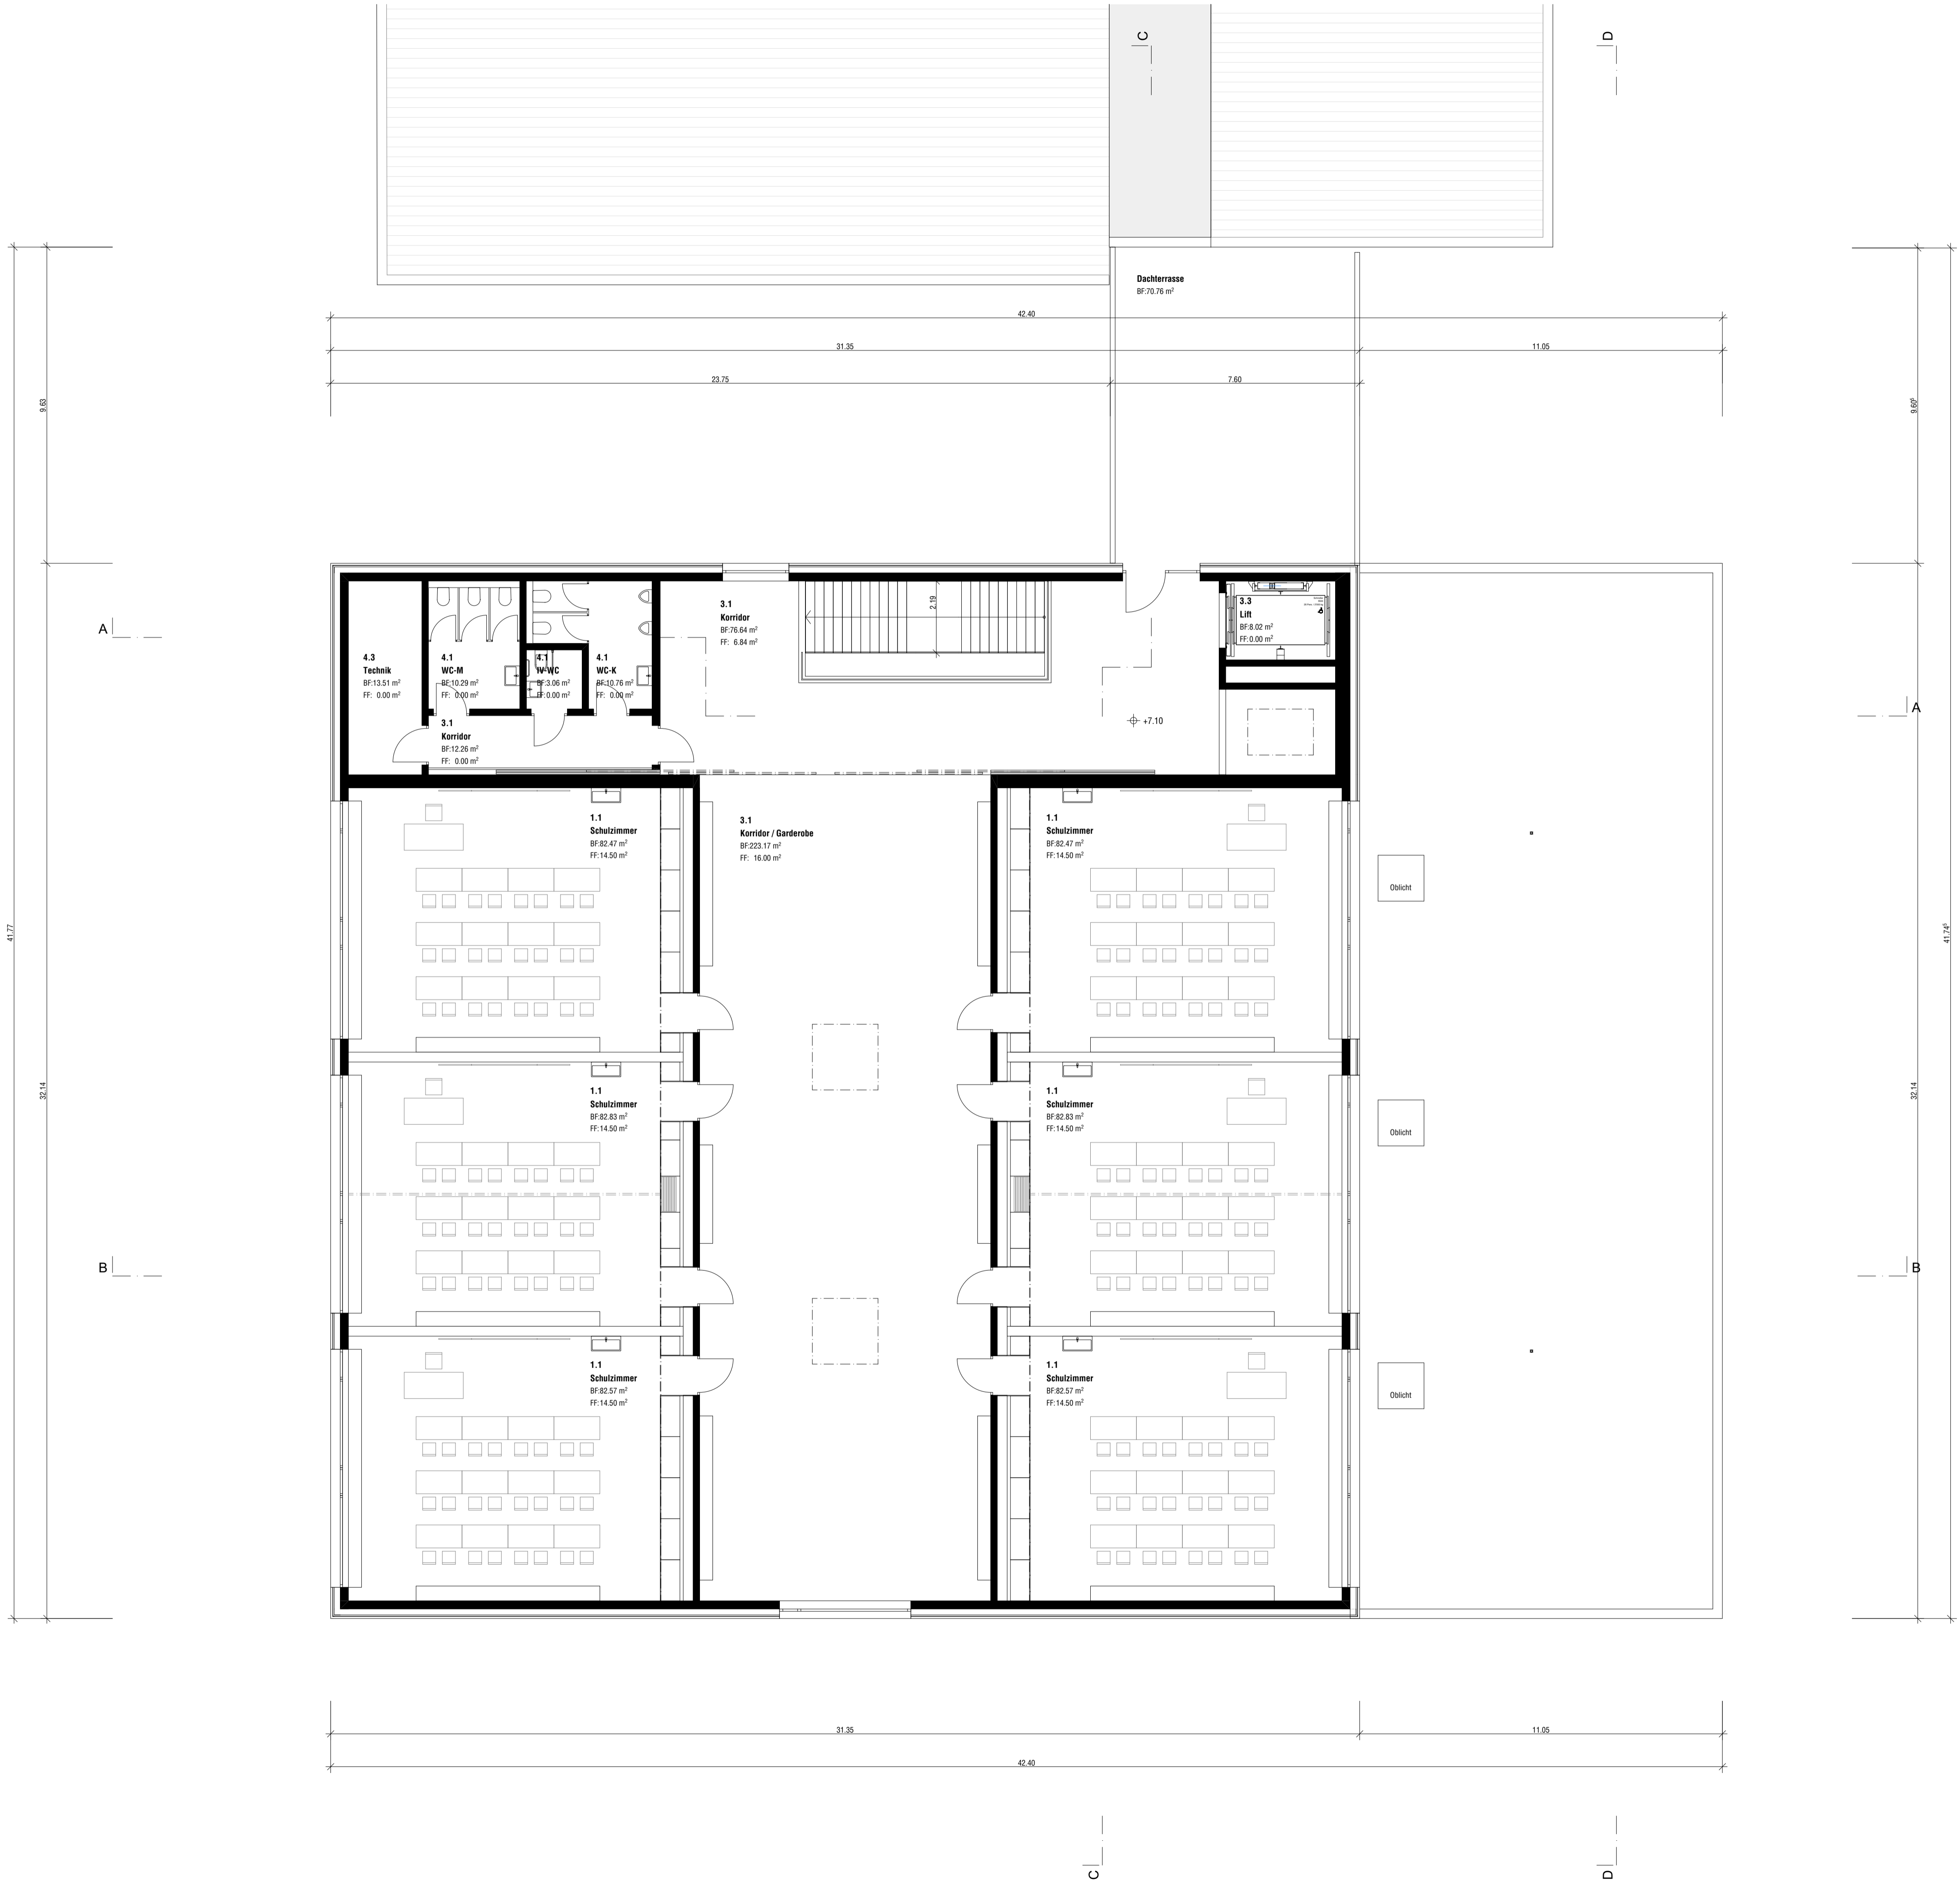 C
D
Dachterrasse
BF:70.76 m²
42.40
31.35
11.05
23.75
7.60
9.63
9.60⁵
A
3.1
Korridor
BF:76.64 m²
FF: 6.84 m²
2.19
3.3
Lift
BF:8.02 m²
FF:0.00 m²
4.3
Technik
BF:13.51 m²
FF: 0.00 m²
4.1
WC-M
BF:10.29 m²
FF: 0.00 m²
4.1
IV-WC
BF:3.06 m²
FF:0.00 m²
4.1
WC-K
BF:10.76 m²
FF: 0.00 m²
A
3.1
Korridor
BF:12.26 m²
FF: 0.00 m²
+7.10
1.1
Schulzimmer
BF:82.47 m²
FF:14.50 m²
3.1
Korridor / Garderobe
BF:223.17 m²
FF: 16.00 m²
1.1
Schulzimmer
BF:82.47 m²
FF:14.50 m²
Oblicht
41.77
41.74⁵
32.14
32.14
1.1
Schulzimmer
BF:82.83 m²
FF:14.50 m²
1.1
Schulzimmer
BF:82.83 m²
FF:14.50 m²
Oblicht
B
B
1.1
Schulzimmer
BF:82.57 m²
FF:14.50 m²
1.1
Schulzimmer
BF:82.57 m²
FF:14.50 m²
Oblicht
31.35
11.05
42.40
C
D